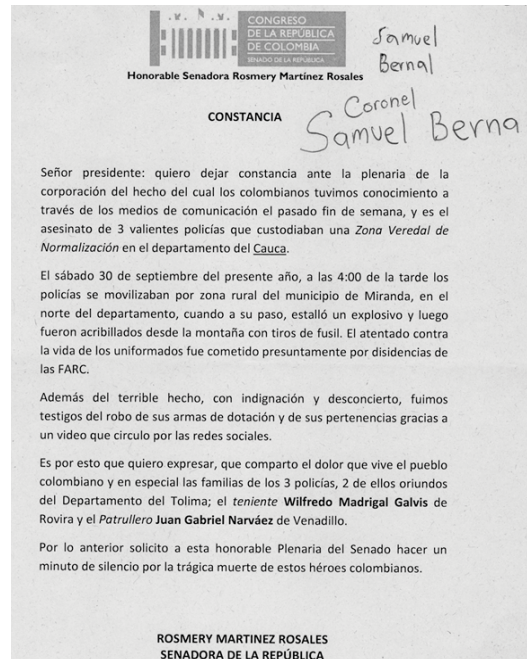 CONGRESO
DE LA REPÚBLICA
DE COLOMBIA
SENADO DE LA REPÚBLICA
Samuel
Bernal
Honorable Senadora Rosmery Martínez Rosales
Coronel
CONSTANCIA
Samuel Berna
Señor presidente: quiero dejar constancia ante la plenaria de la
corporación del hecho del cual los colombianos tuvimos conocimiento a
través de los medios de comunicación el pasado fin de semana, y es el
asesinato de 3 valientes policías que custodiaban una Zona Veredal de
Normalización en el departamento del Cauca.
El sábado 30 de septiembre del presente año, a las 4:00 de la tarde los
policías se movilizaban por zona rural del municipio de Miranda, en el
norte del departamento, cuando a su paso, estalló un explosivo y luego
fueron acribillados desde la montaña con tiros de fusil. El atentado contra
la vida de los uniformados fue cometido presuntamente por disidencias de
las FARC.
Además del terrible hecho, con indignación y desconcierto, fuimos
testigos del robo de sus armas de dotación y de sus pertenencias gracias
a un video que circulo por las redes sociales.
Es por esto que quiero expresar, que comparto el dolor que vive el pueblo
colombiano y en especial las familias de los 3 policías, 2 de ellos oriundos
del Departamento del Tolima; el teniente Wilfredo Madrigal Galvis de
Rovira y el Patrullero Juan Gabriel Narváez de Venadillo.
Por lo anterior solicito a esta honorable Plenaria del Senado hacer un
minuto de silencio por la trágica muerte de estos héroes colombianos.
ROSMERY MARTINEZ ROSALES
SENADORA DE LA REPÚBLICA